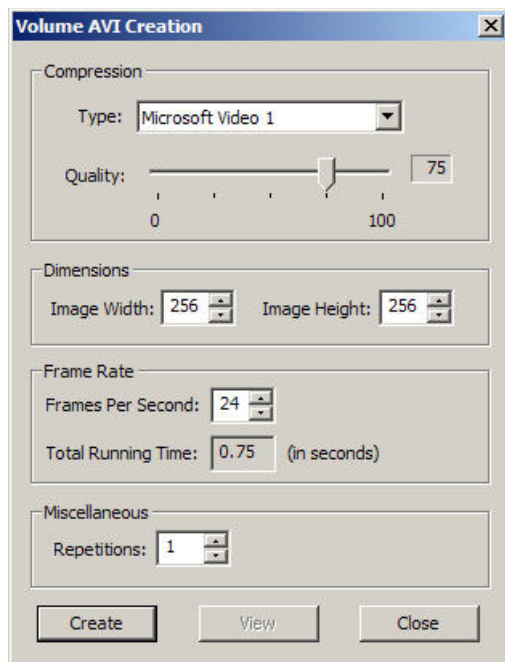 Volume AVI Creation
Compression
Type: Microsoft Video 1
Quality: 75
0 100
Dimensions
Image Width: 256 Image Height: 256
Frame Rate
Frames Per Second: 24
Total Running Time: 0.75 (in seconds)
Miscellaneous
Repetitions: 1
Create View Close